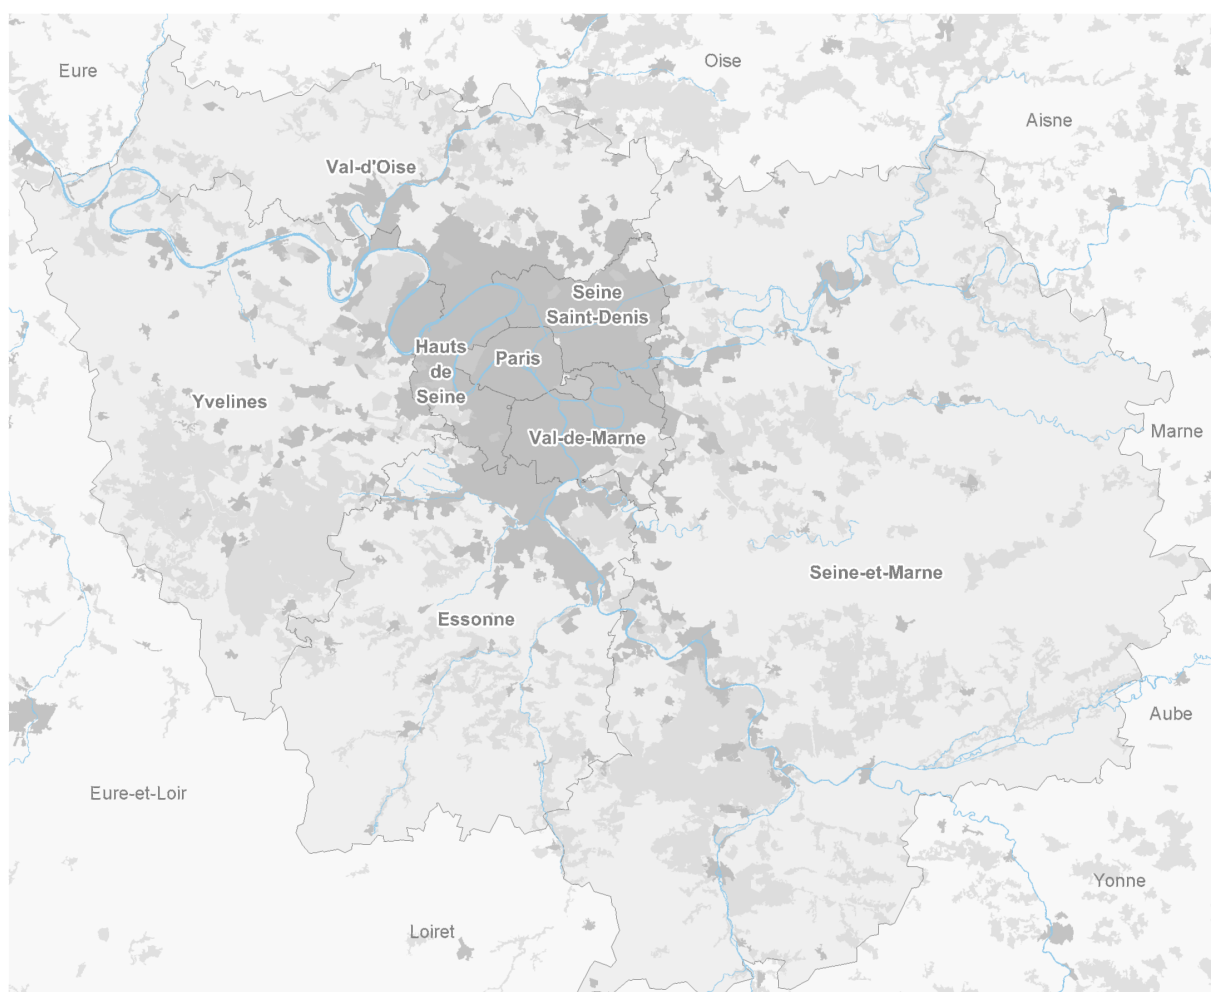 Oise
Eure
Aisne
Val-d'Oise
Seine
Saint-Denis
Hauts
de
Seine
Paris
Yvelines
Val-de-Marne
Marne
Seine-et-Marne
Essonne
Aube
Eure-et-Loir
Yonne
Loiret